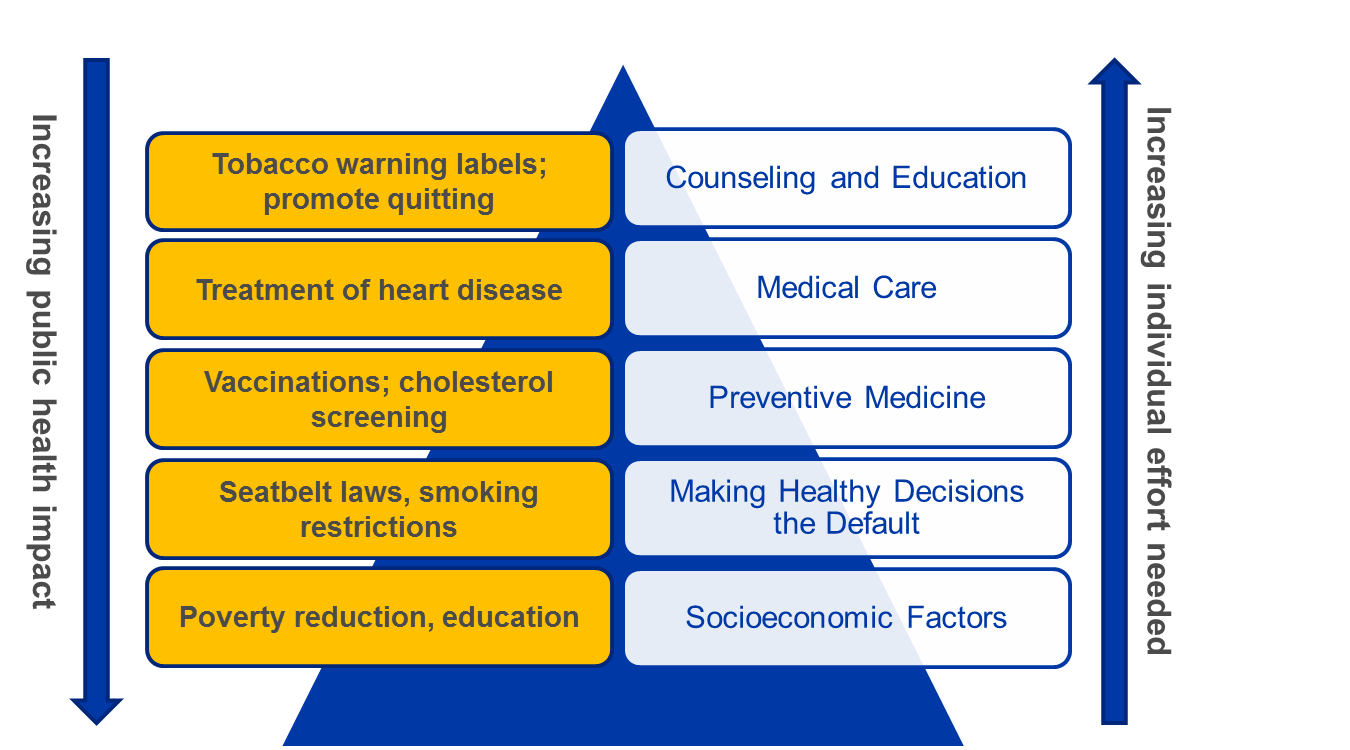 Increasing public health impact
Tobacco warning labels;
promote quitting
Counseling and Education
Treatment of heart disease
Medical Care
Vaccinations; cholesterol
screening
Preventive Medicine
Seatbelt laws, smoking
restrictions
Making Healthy Decisions
the Default
Poverty reduction, education
Socioeconomic Factors
Increasing individual effort needed